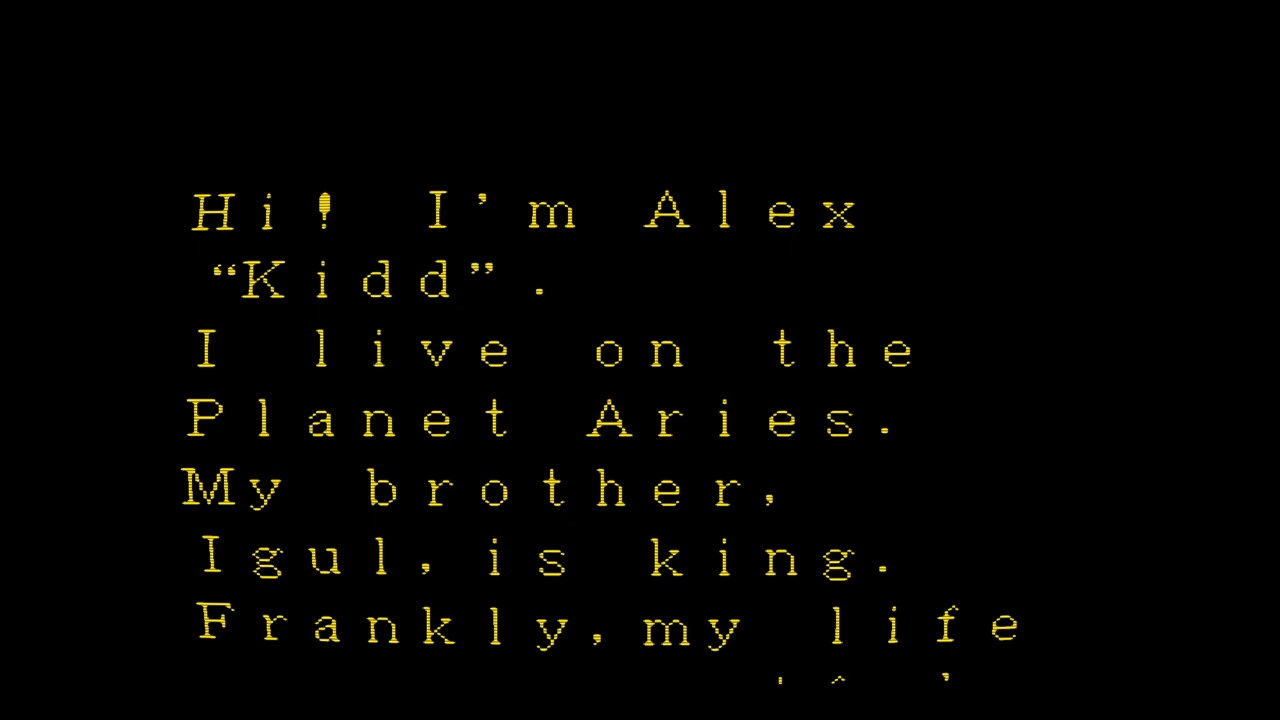 Hi! I’m Alex
“Kidd”.
I live on the
Planet Aries.
My brother,
Igul, is king.
Frankly, my life